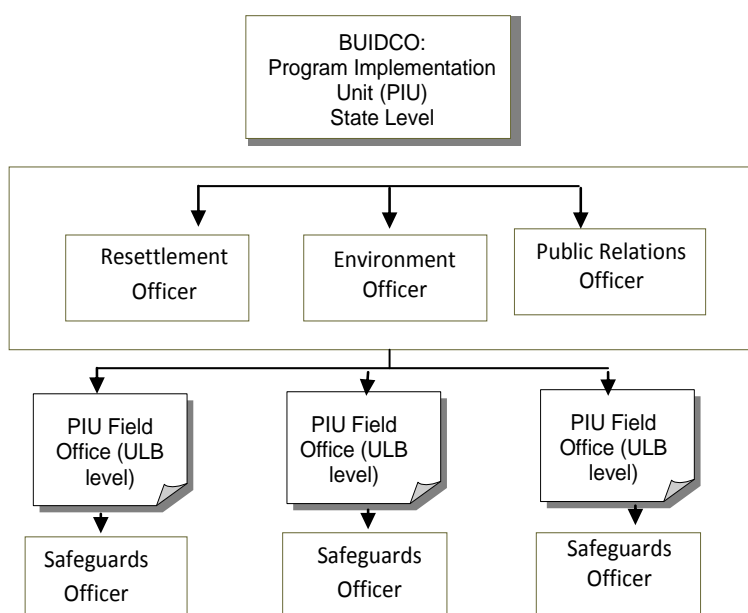 BUIDCO:
Program Implementation
Unit (PIU)
State Level
Resettlement
Officer
Environment
Officer
Public Relations
Officer
PIU Field
Office (ULB
level)
PIU Field
Office (ULB
level)
PIU Field
Office (ULB
level)
Safeguards
Officer
Safeguards
Officer
Safeguards
Officer